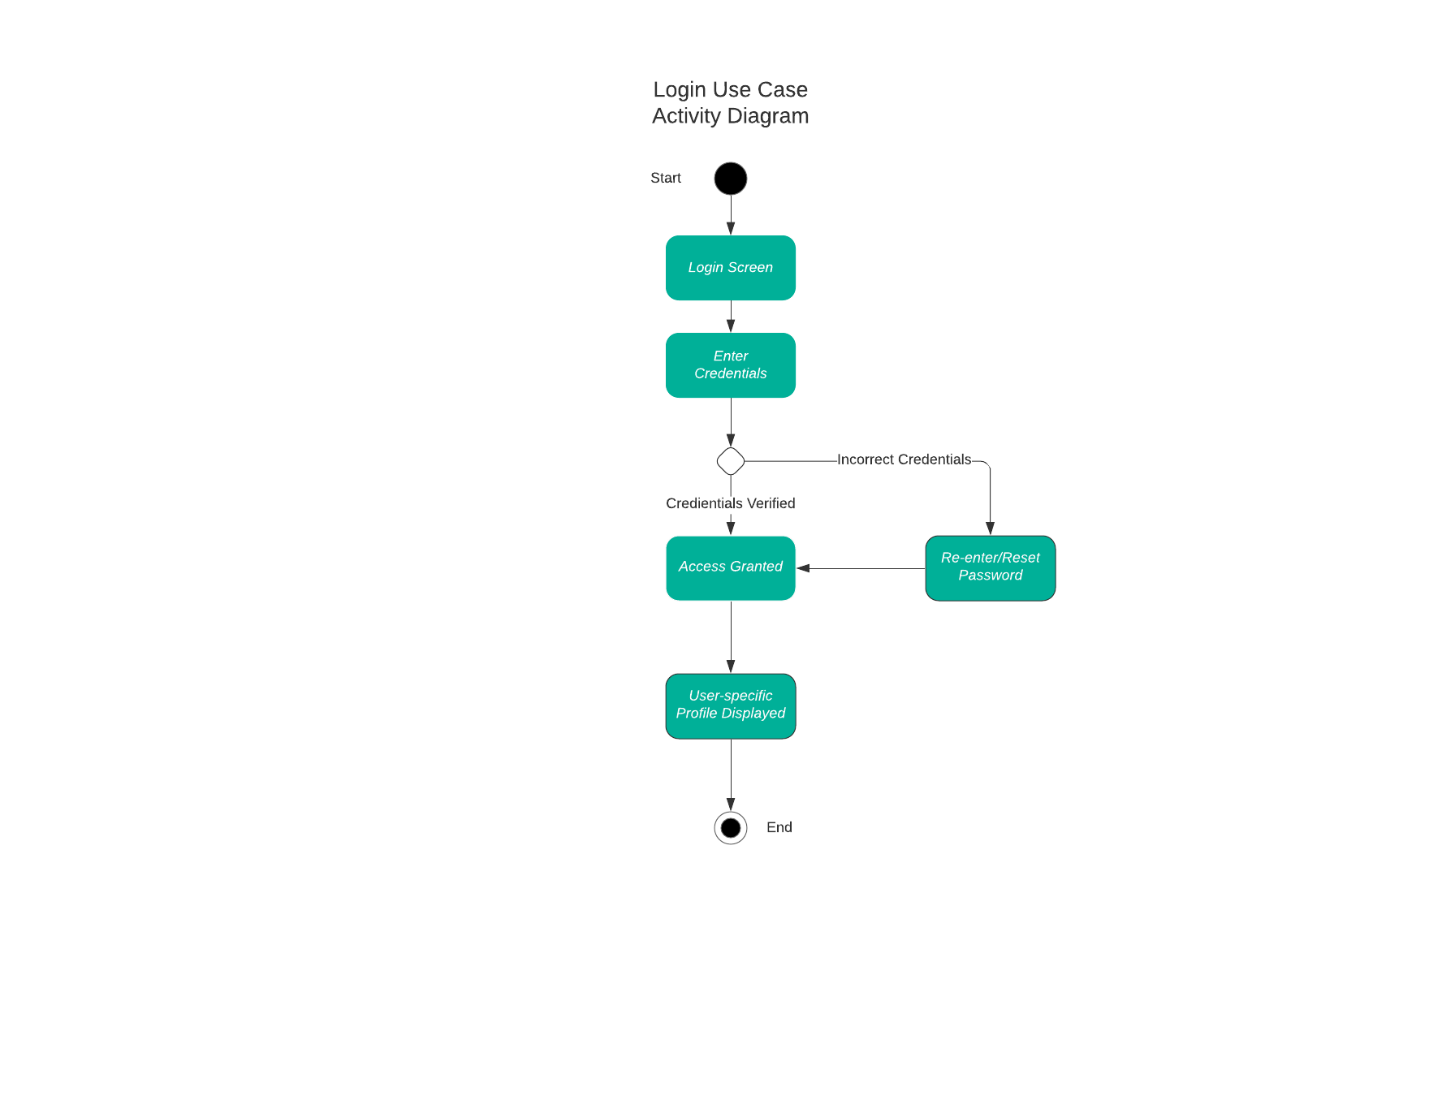 Login Use Case
Activity Diagram
Start
Login Screen
Enter
Credentials
Incorrect Credentials
Credientials Verified
Access Granted
Re-enter/Reset
Password
User-specific
Profile Displayed
End